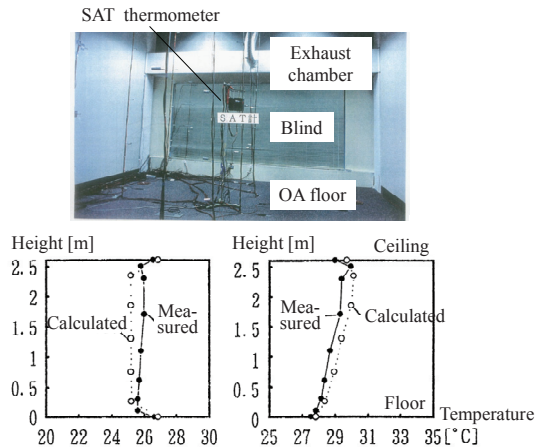 SAT thermometer
Exhaust
chamber
SAT計
Blind
OA floor
Height [m]
2.5
2
1.5
1
0.5
0
20 22 24 26 28 30
Calculated
Mea-
sured
Height [m]
Ceiling
2.5
2
1.5
1
0.5
0
Mea-
sured
Calculated
Floor
Temperature
25 27 29 31 33 35 [°C]